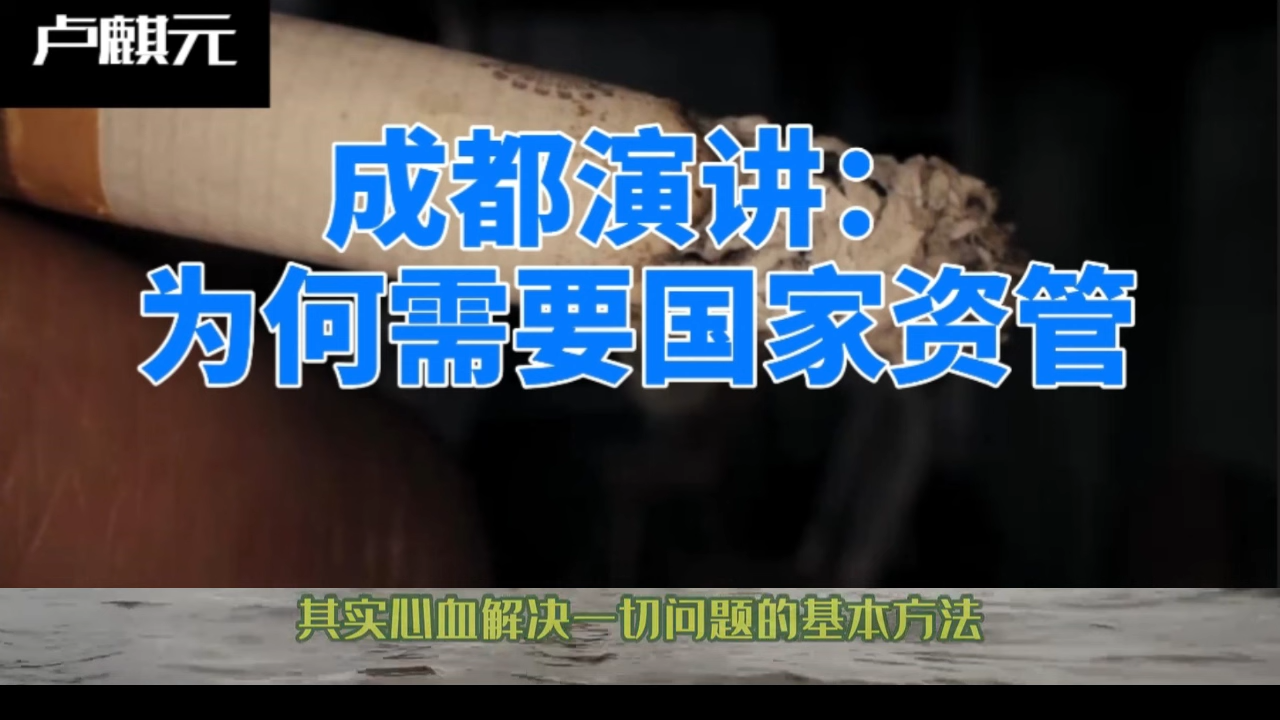 卢麒元
成都演讲:
为何需要国家资管
其实心血解决一切问题的基本方法